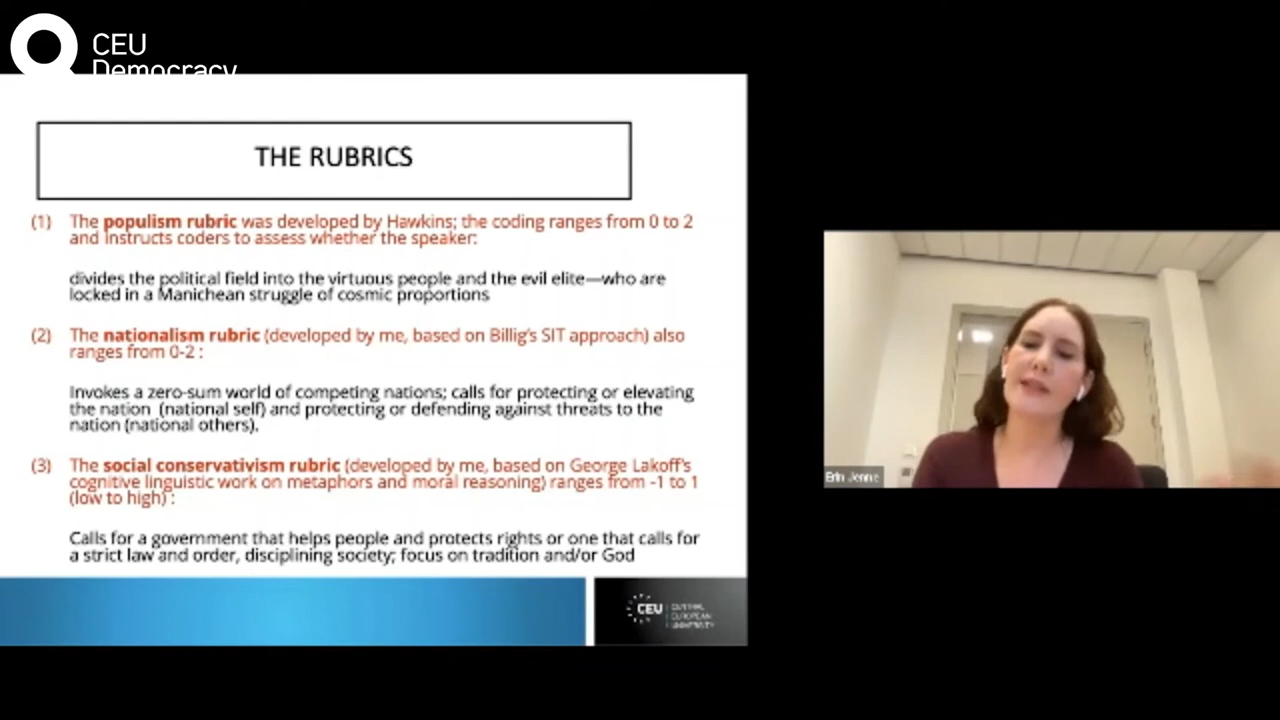 CEU
Democracy
THE RUBRICS
(1) The populism rubric was developed by Hawkins; the coding ranges from 0 to 2
and instructs coders to assess whether the speaker:
divides the political field into the virtuous people and the evil elite—who are
locked in a Manichean struggle of cosmic proportions
(2) The nationalism rubric (developed by me, based on Billig's SIT approach) also
ranges from 0-2 :
Invokes a zero-sum world of competing nations; calls for protecting or elevating
the nation (national self) and protecting or defending against threats to the
nation (national others).
(3) The social conservativism rubric (developed by me, based on George Lakoff's
cognitive linguistic work on metaphors and moral reasoning) ranges from -1 to 1
(low to high) :
Calls for a government that helps people and protects rights or one that calls for
a strict law and order, disciplining society; focus on tradition and/or God
CEU
CENTRAL
EUROPEAN
UNIVERSITY
Erin Jenne